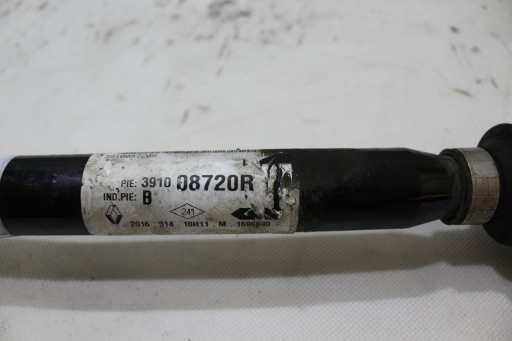 PIE: 3910 08720R
IND.PIE: B
241
2016 . 314 . 10H11 . M .